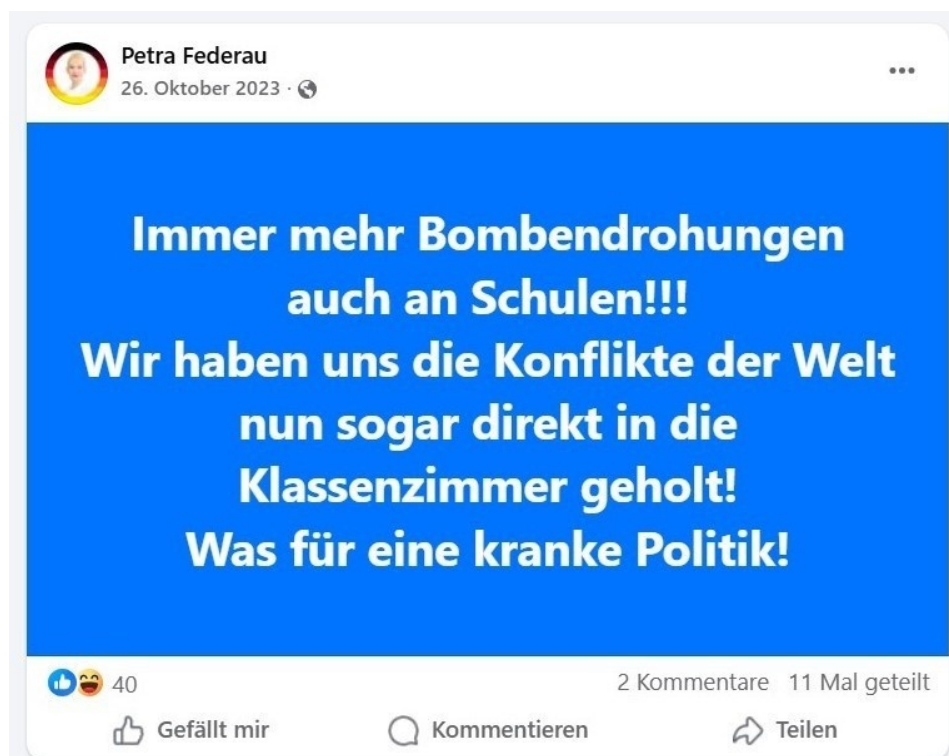 Petra Federau
26. Oktober 2023 ·
Immer mehr Bombendrohungen
auch an Schulen!!!
Wir haben uns die Konflikte der Welt
nun sogar direkt in die
Klassenzimmer geholt!
Was für eine kranke Politik!
40 2 Kommentare 11 Mal geteilt
Gefällt mir Kommentieren Teilen